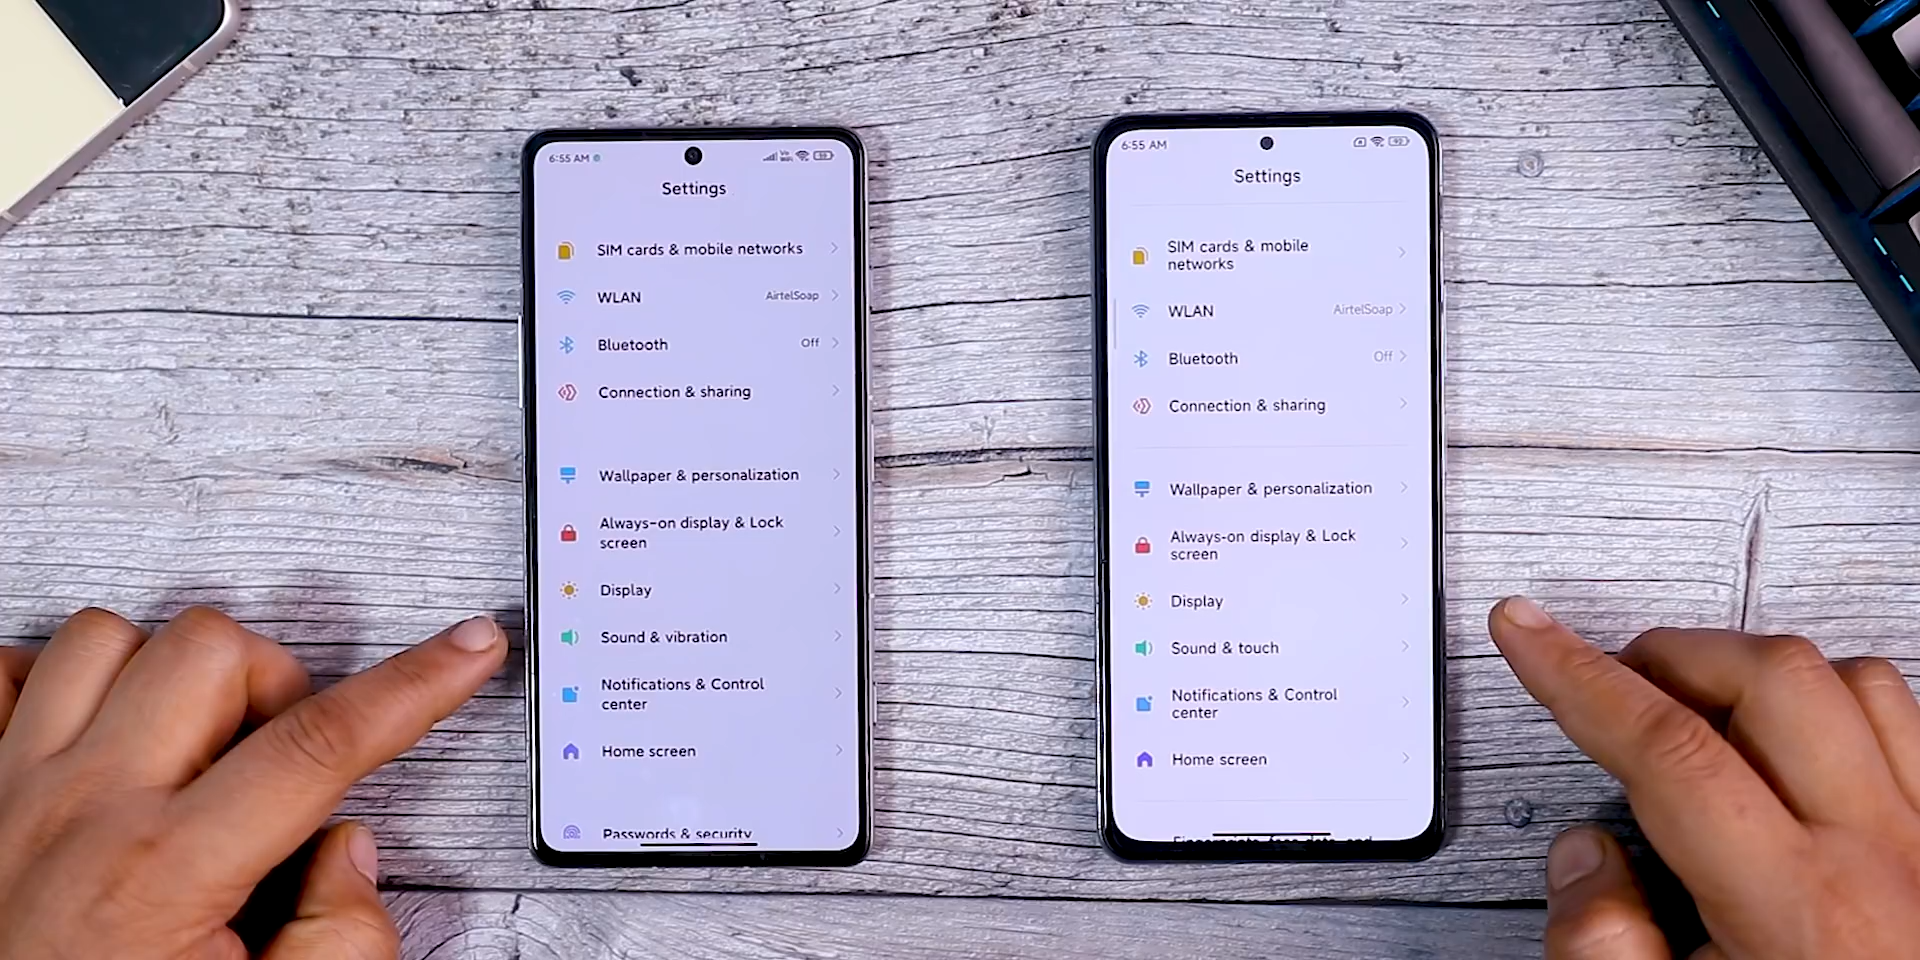 6:55 AM
Settings
SIM cards & mobile networks
WLAN AirtelSoap
Bluetooth Off
Connection & sharing
Wallpaper & personalization
Always-on display & Lock
screen
Display
Sound & vibration
Notifications & Control
center
Home screen
Passwords & security
6:55 AM
Settings
SIM cards & mobile
networks
WLAN AirtelSoap
Bluetooth Off
Connection & sharing
Wallpaper & personalization
Always-on display & Lock
screen
Display
Sound & touch
Notifications & Control
center
Home screen